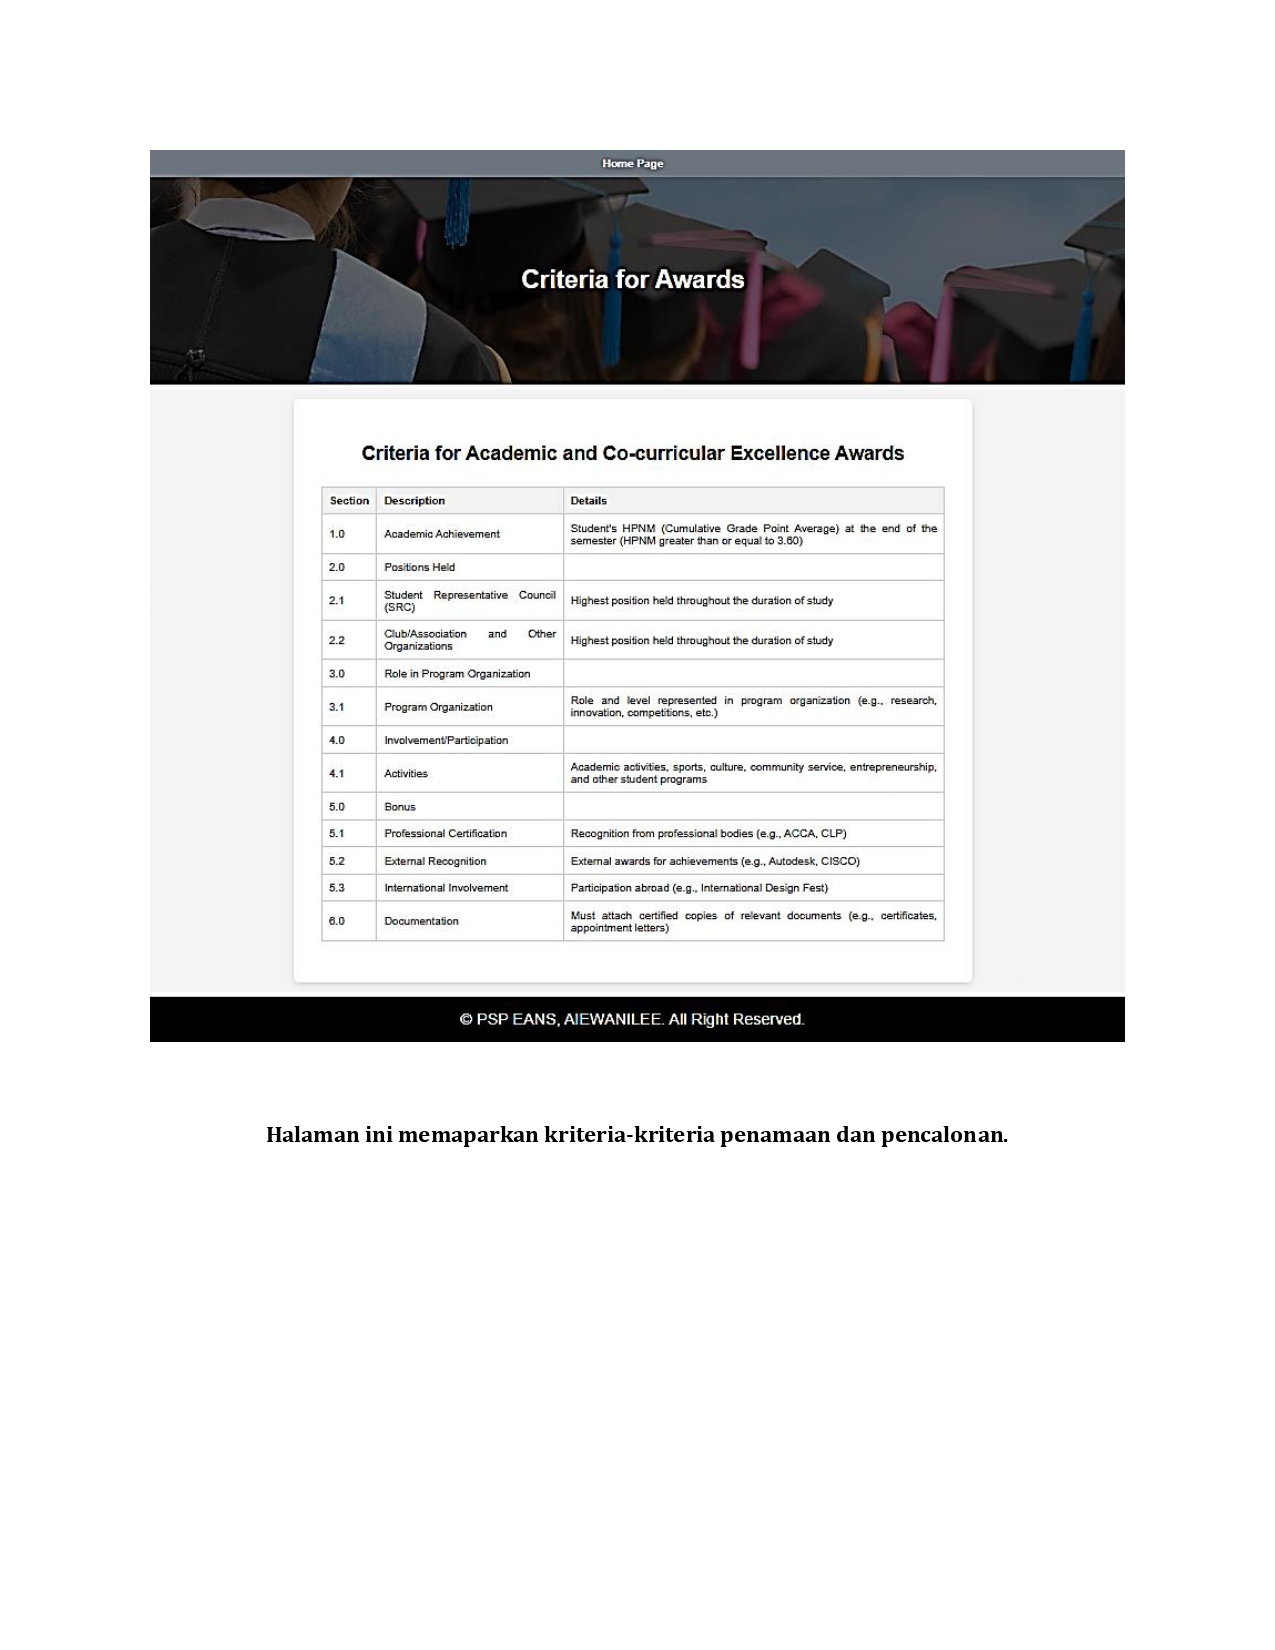 Home Page
Criteria for Awards
Criteria for Academic and Co-curricular Excellence Awards
Section Description Details
1.0 Academic Achievement Student's HPNM (Cumulative Grade Point Average) at the end of the
semester (HPNM greater than or equal to 3.60)
2.0 Positions Held
2.1 Student Representative Council
(SRC) Highest position held throughout the duration of study
2.2 Club/Association and Other
Organizations Highest position held throughout the duration of study
3.0 Role in Program Organization
3.1 Program Organization Role and level represented in program organization (e.g., research,
innovation, competitions, etc.)
4.0 Involvement/Participation
4.1 Activities Academic activities, sports, culture, community service, entrepreneurship,
and other student programs
5.0 Bonus
5.1 Professional Certification Recognition from professional bodies (e.g., ACCA, CLP)
5.2 External Recognition External awards for achievements (e.g., Autodesk, CISCO)
5.3 International Involvement Participation abroad (e.g., International Design Fest)
6.0 Documentation Must attach certified copies of relevant documents (e.g., certificates,
appointment letters)
© PSP EANS, AIEWANILEE. All Right Reserved.
Halaman ini memaparkan kriteria-kriteria penamaan dan pencalonan.